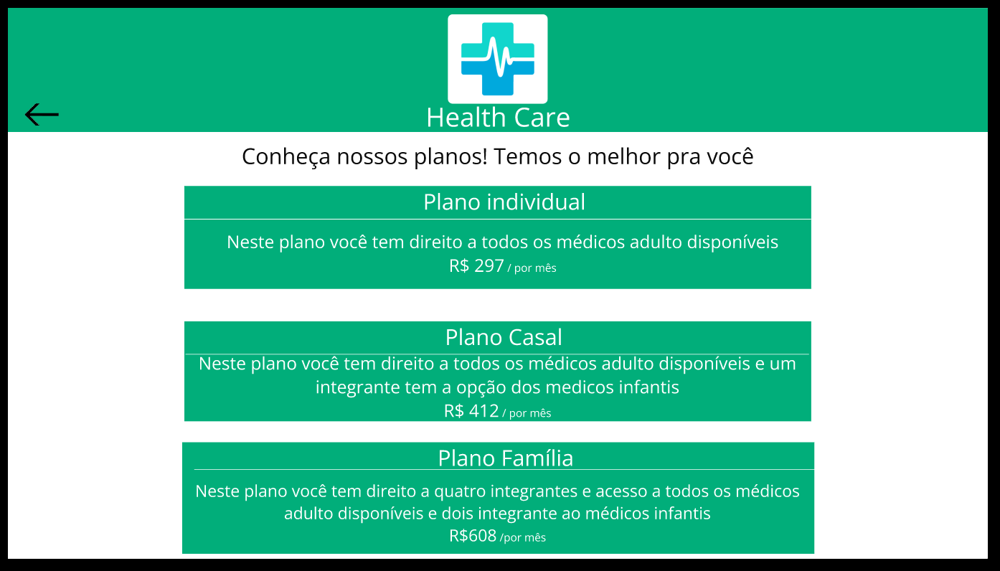 Health Care
Conheça nossos planos! Temos o melhor pra você
Plano individual
Neste plano você tem direito a todos os médicos adulto disponíveis
R$ 297 / por mês
Plano Casal
Neste plano você tem direito a todos os médicos adulto disponíveis e um
integrante tem a opção dos medicos infantis
R$ 412 / por mês
Plano Família
Neste plano você tem direito a quatro integrantes e acesso a todos os médicos
adulto disponíveis e dois integrante ao médicos infantis
R$608 /por mês